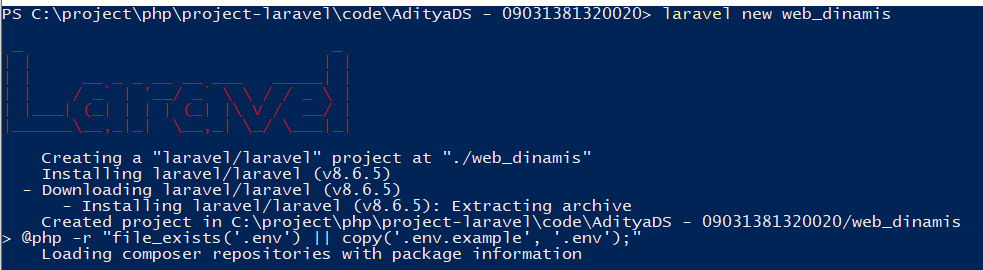 PS C:\project\php\project-laravel\code\AdityaDS - 09031381320020> laravel new web_dinamis
Laravel
Creating a "laravel/laravel" project at "./web_dinamis"
Installing laravel/laravel (v8.6.5)
- Downloading laravel/laravel (v8.6.5)
- Installing laravel/laravel (v8.6.5): Extracting archive
Created project in C:\project\php\project-laravel\code\AdityaDS - 09031381320020/web_dinamis
> @php -r "file_exists('.env') || copy('.env.example', '.env');"
Loading composer repositories with package information